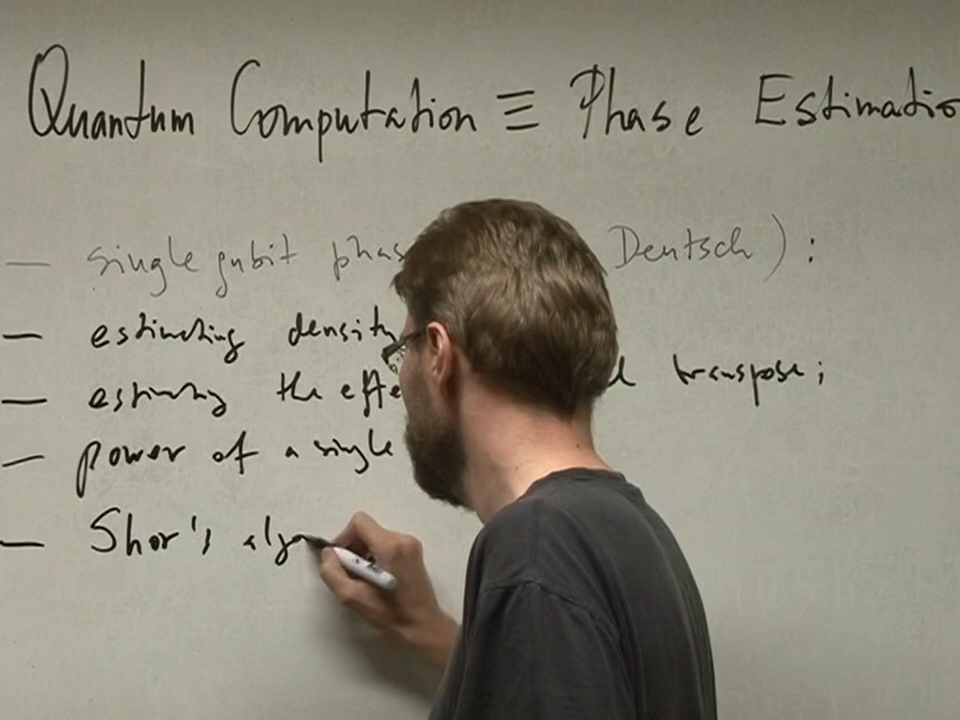 Quantum Computation ≡ Phase Estimatio
— single qubit phas Deutsch) :
— estimating density
— estimating the effe transpose;
— power of a single
— Shor's algo